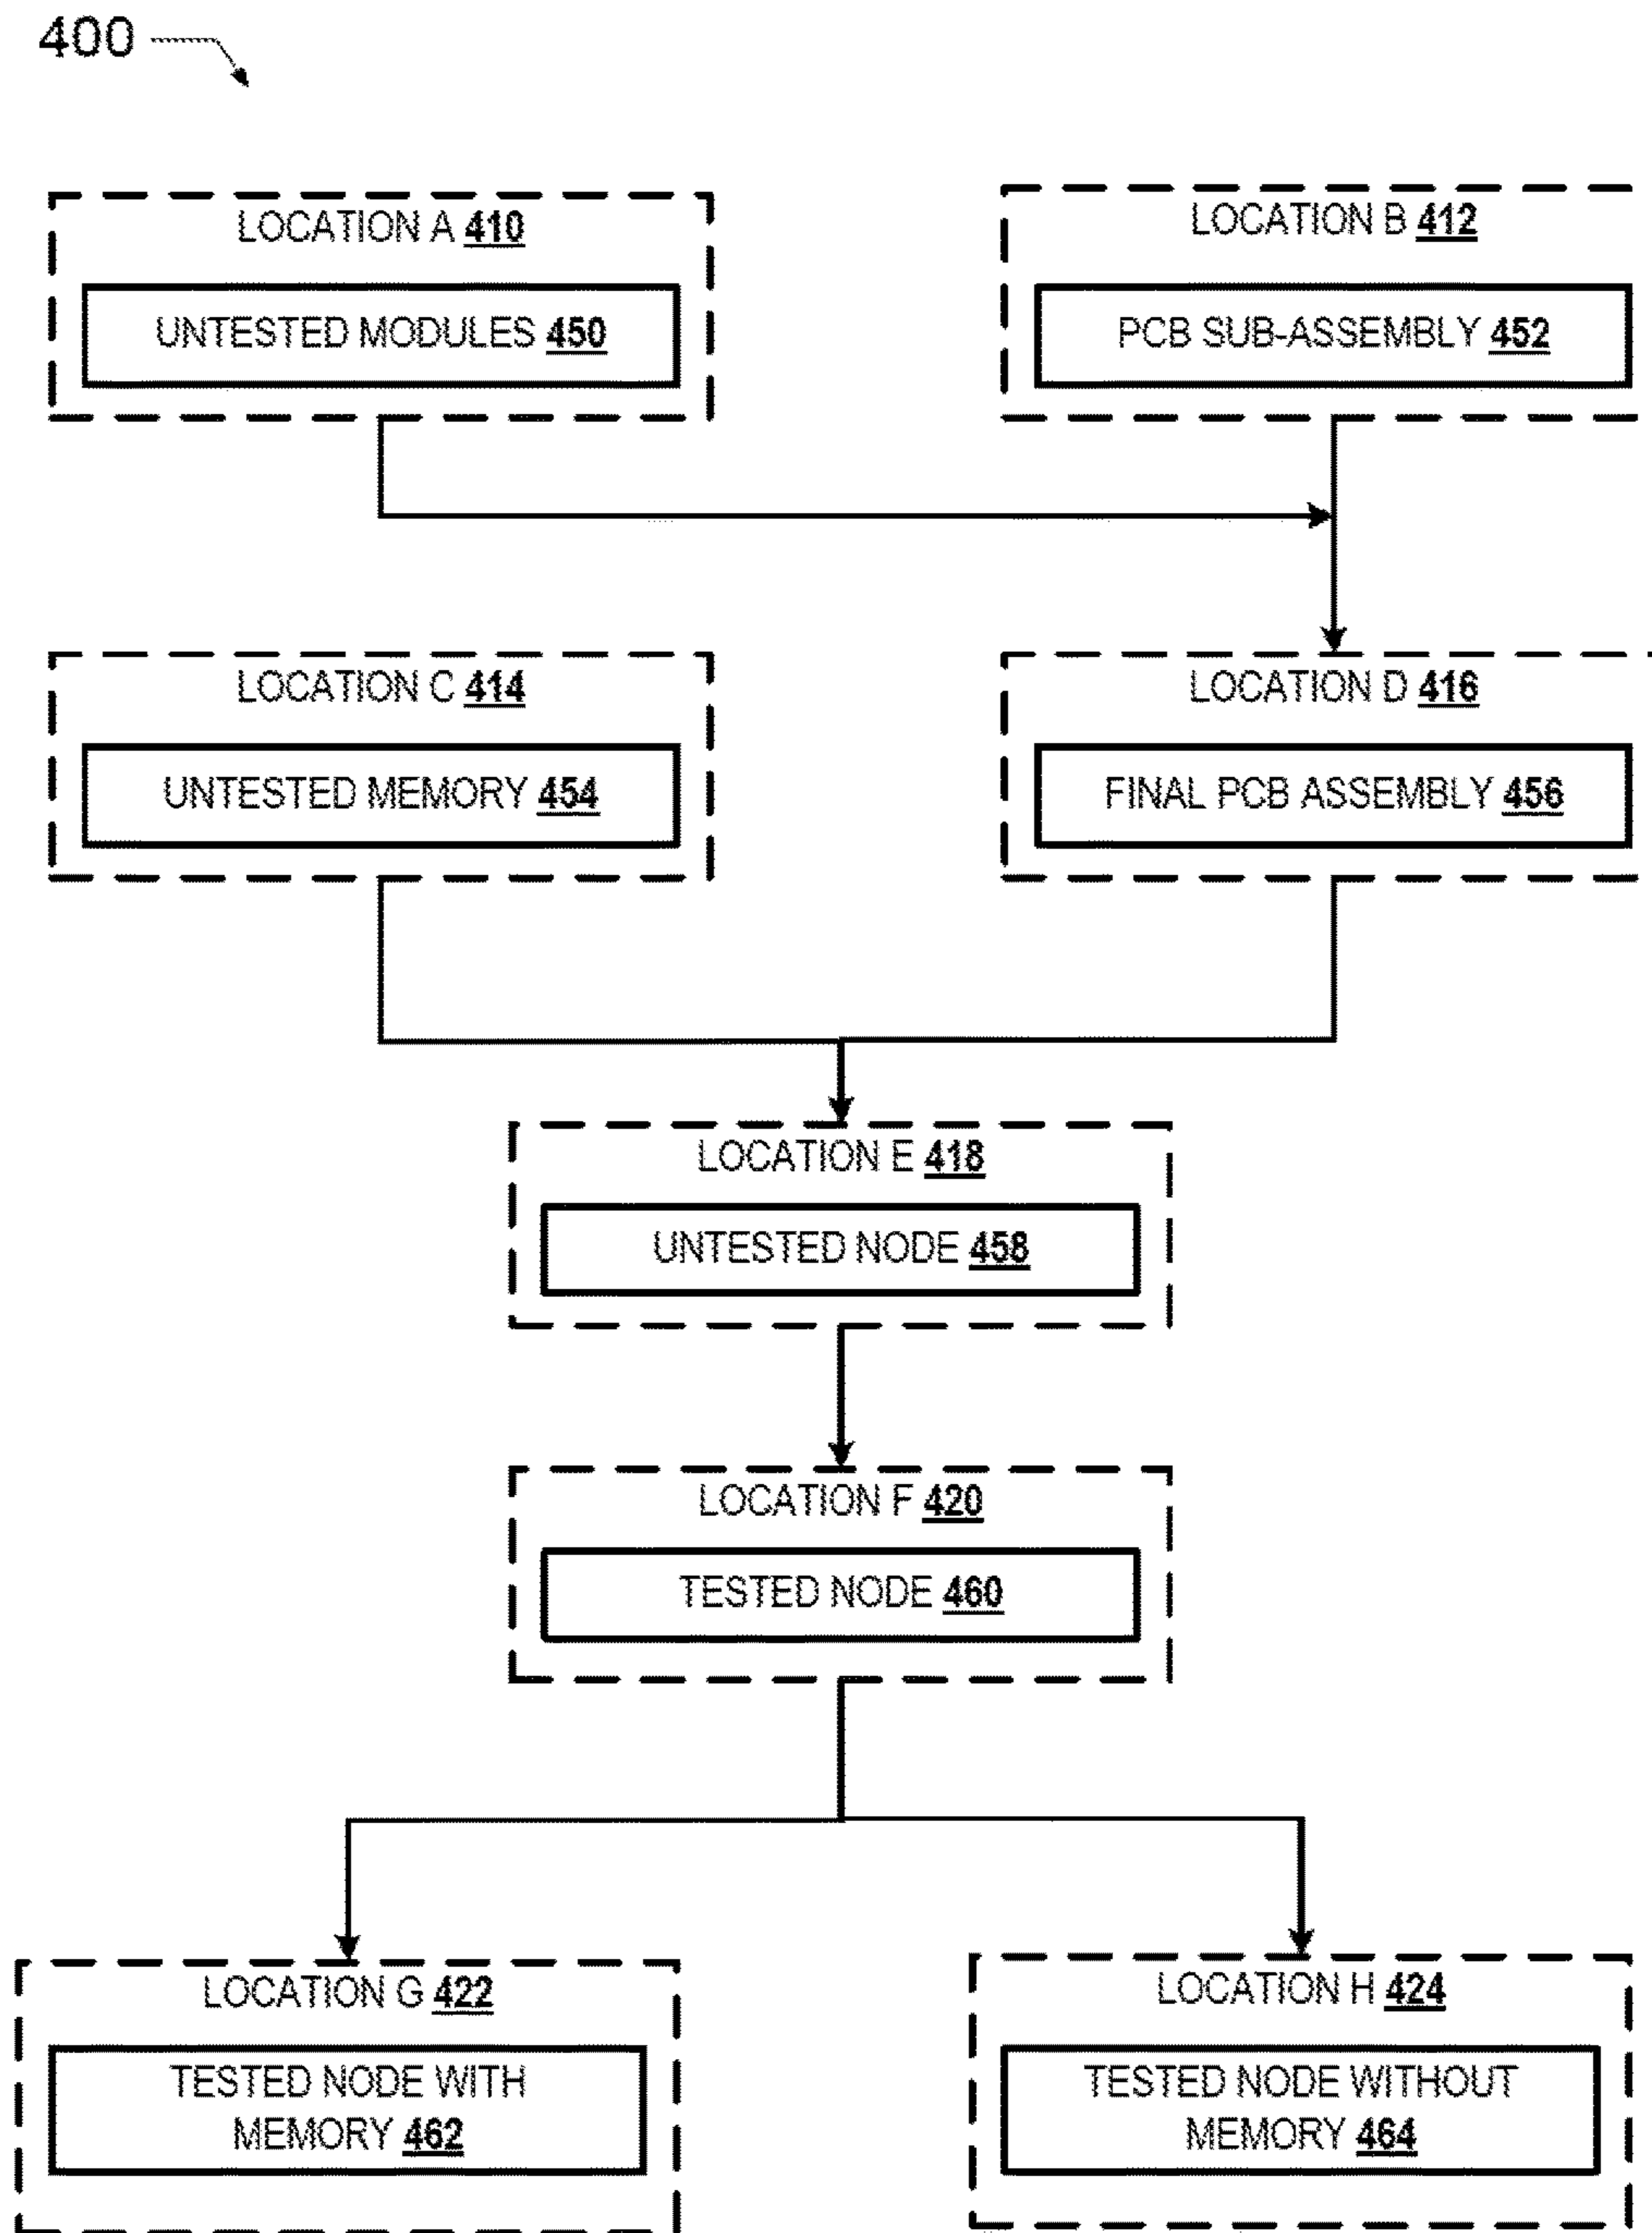 400
LOCATION A 410
UNTESTED MODULES 450
LOCATION B 412
PCB SUB-ASSEMBLY 452
LOCATION C 414
UNTESTED MEMORY 454
LOCATION D 416
FINAL PCB ASSEMBLY 456
LOCATION E 418
UNTESTED NODE 458
LOCATION F 420
TESTED NODE 460
LOCATION G 422
TESTED NODE WITH
MEMORY 462
LOCATION H 424
TESTED NODE WITHOUT
MEMORY 464